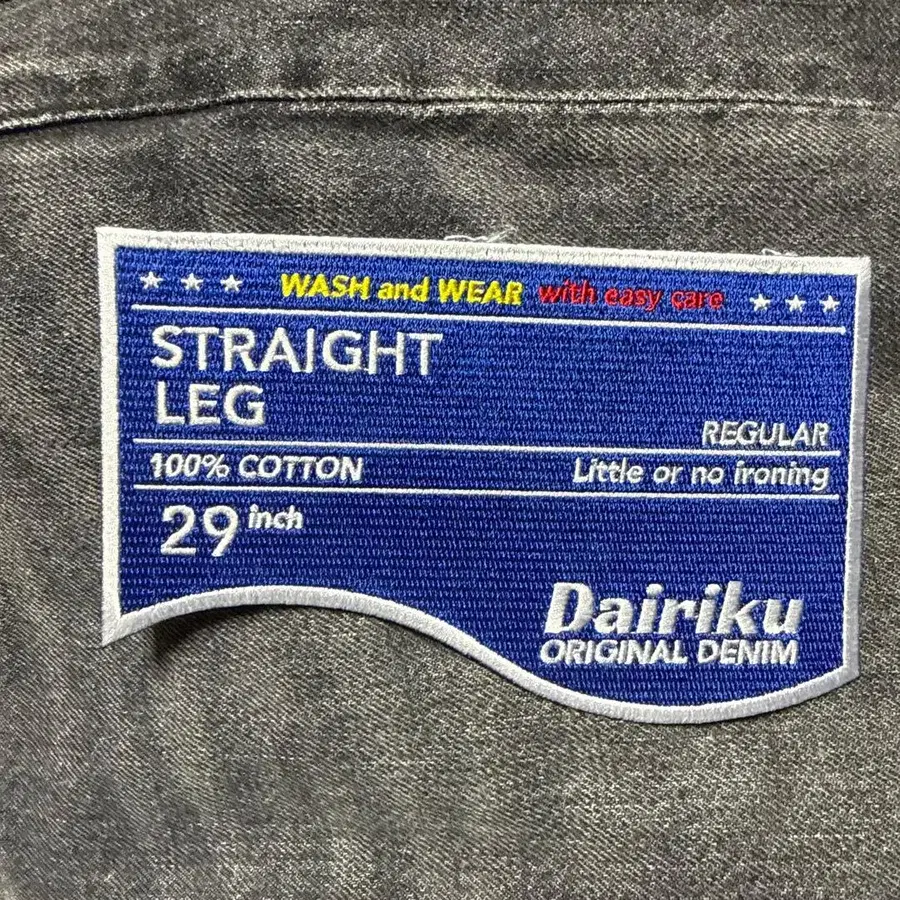 WASH and WEAR with easy care
STRAIGHT
LEG
REGULAR
100% COTTON Little or no ironing
29 inch
Dairiku
ORIGINAL DENIM